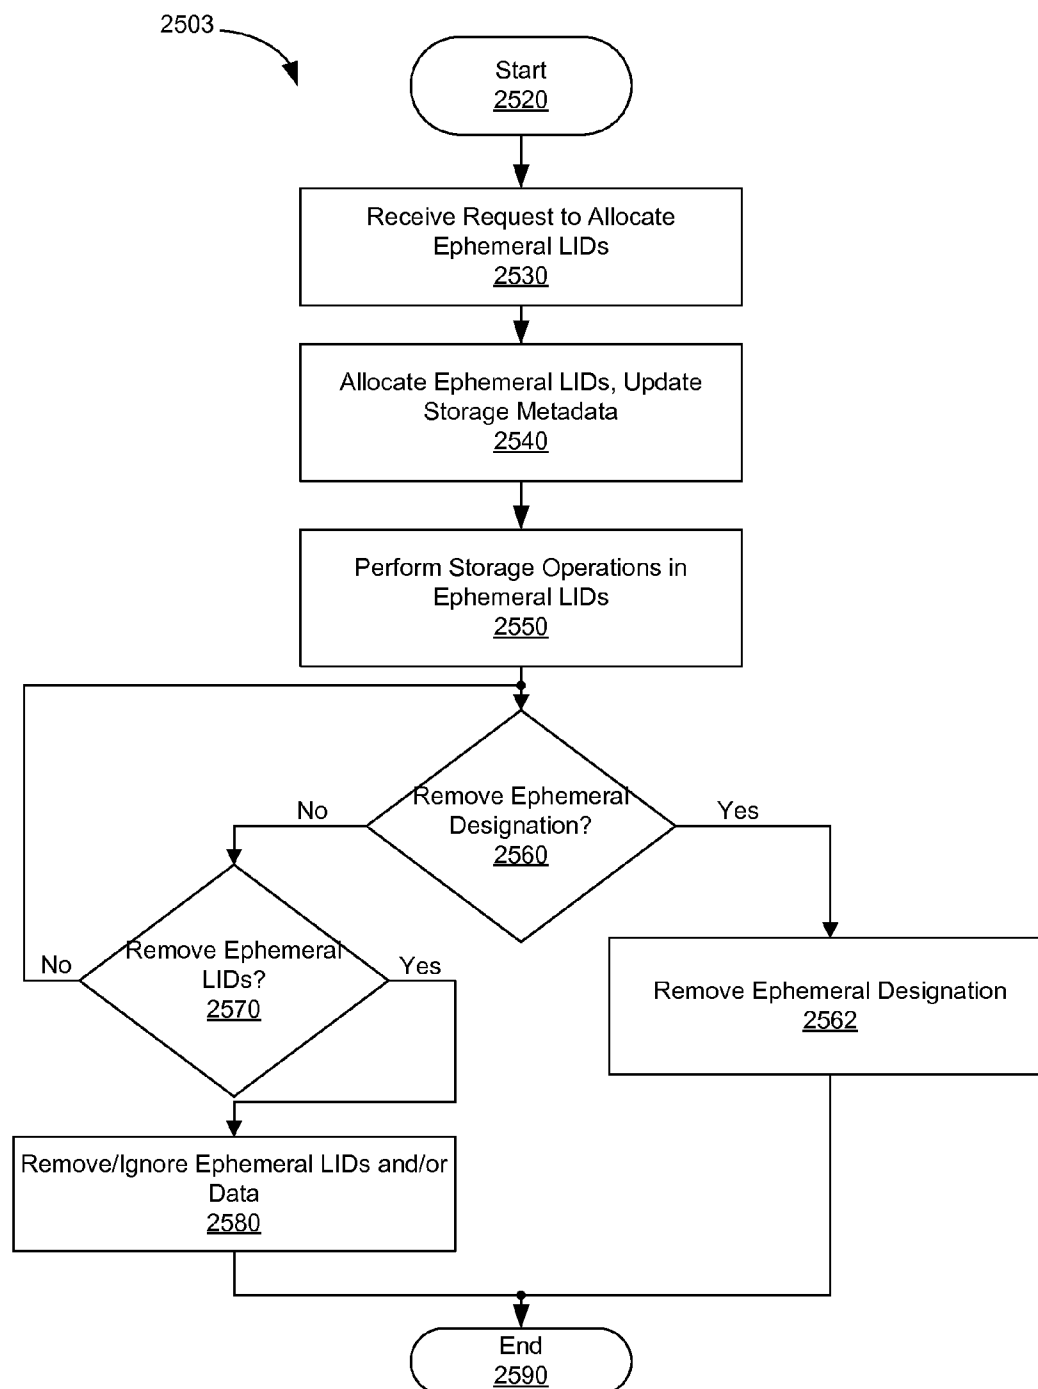 2503
Start
2520
Receive Request to Allocate
Ephemeral LIDs
2530
Allocate Ephemeral LIDs, Update
Storage Metadata
2540
Perform Storage Operations in
Ephemeral LIDs
2550
Remove Ephemeral
Designation?
2560
No
Yes
Remove Ephemeral
LIDs?
2570
No
Yes
Remove Ephemeral Designation
2562
Remove/Ignore Ephemeral LIDs and/or
Data
2580
End
2590